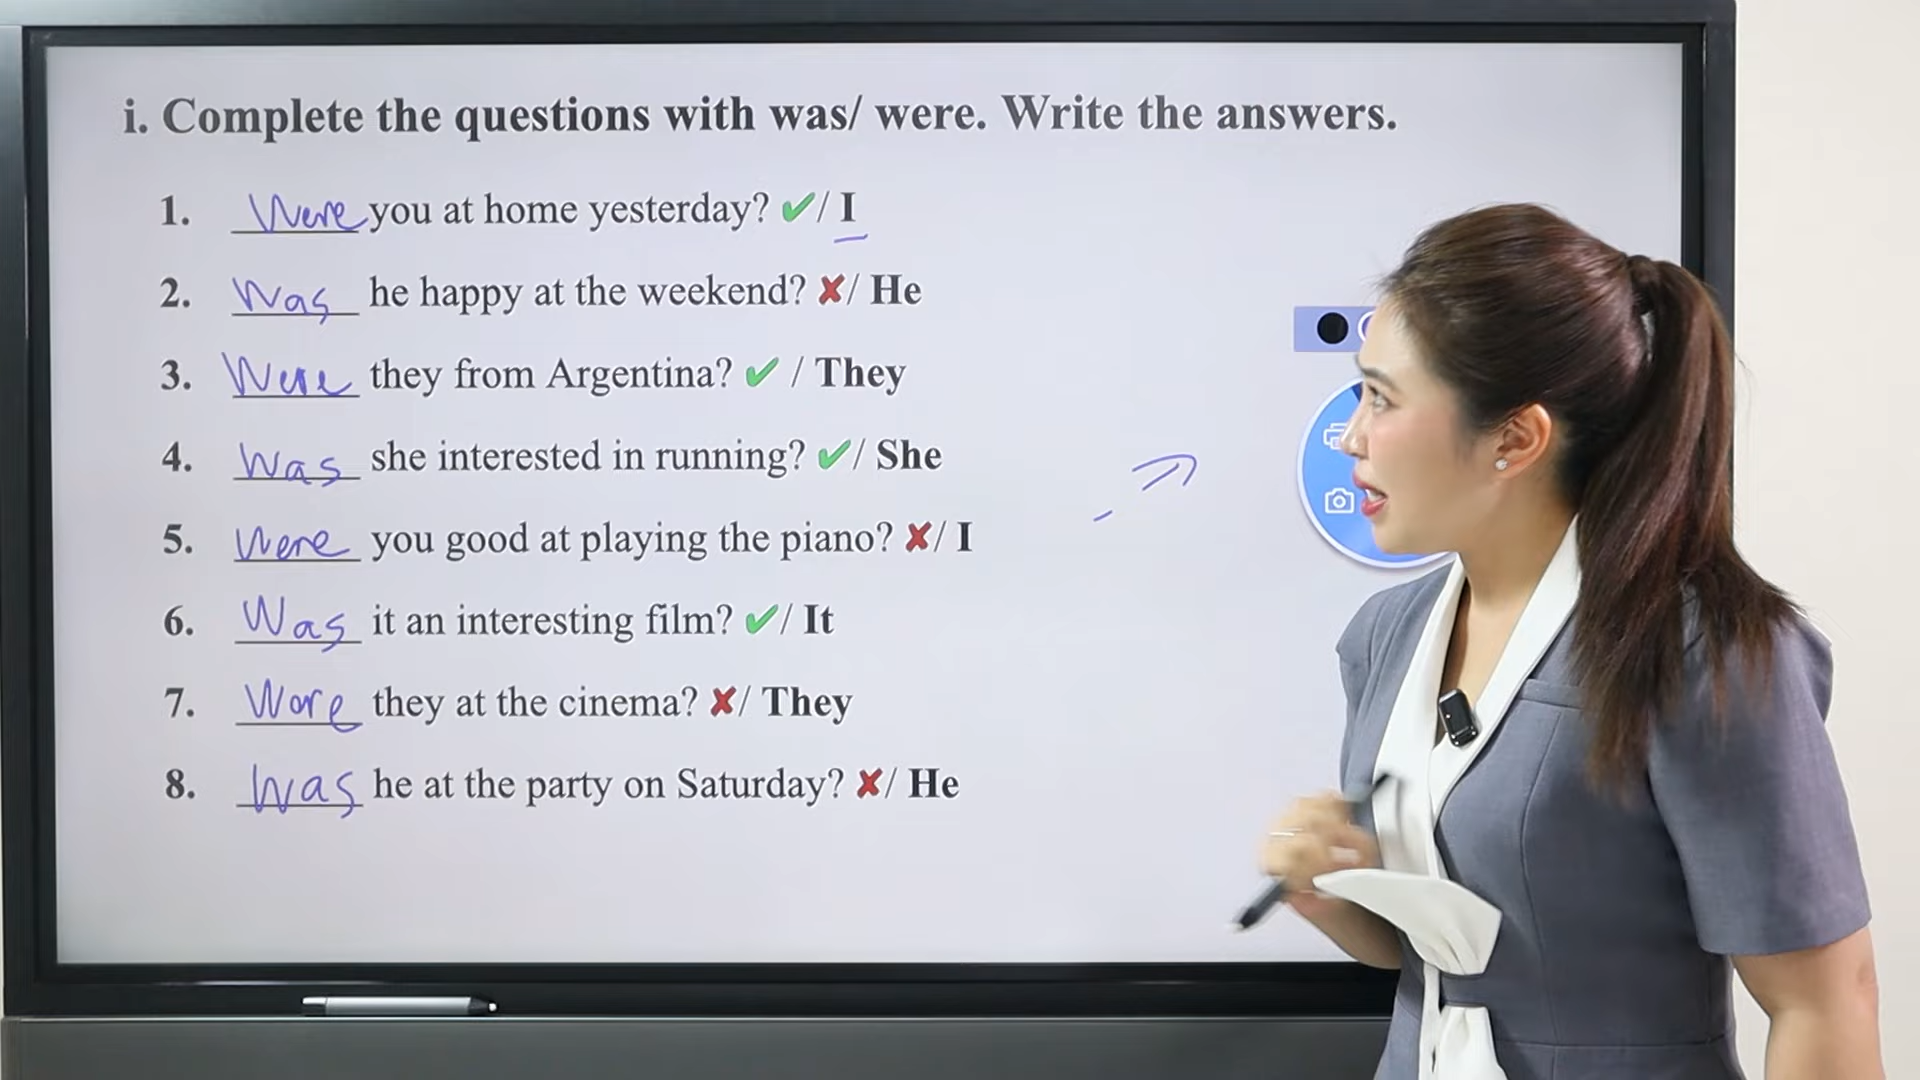 i. Complete the questions with was/ were. Write the answers.
1. Were you at home yesterday? ✔/ I
2. Was he happy at the weekend? ✘/ He
3. Were they from Argentina? ✔ / They
4. Was she interested in running? ✔/ She
5. Were you good at playing the piano? ✘/ I
6. Was it an interesting film? ✔/ It
7. Were they at the cinema? ✘/ They
8. Was he at the party on Saturday? ✘/ He